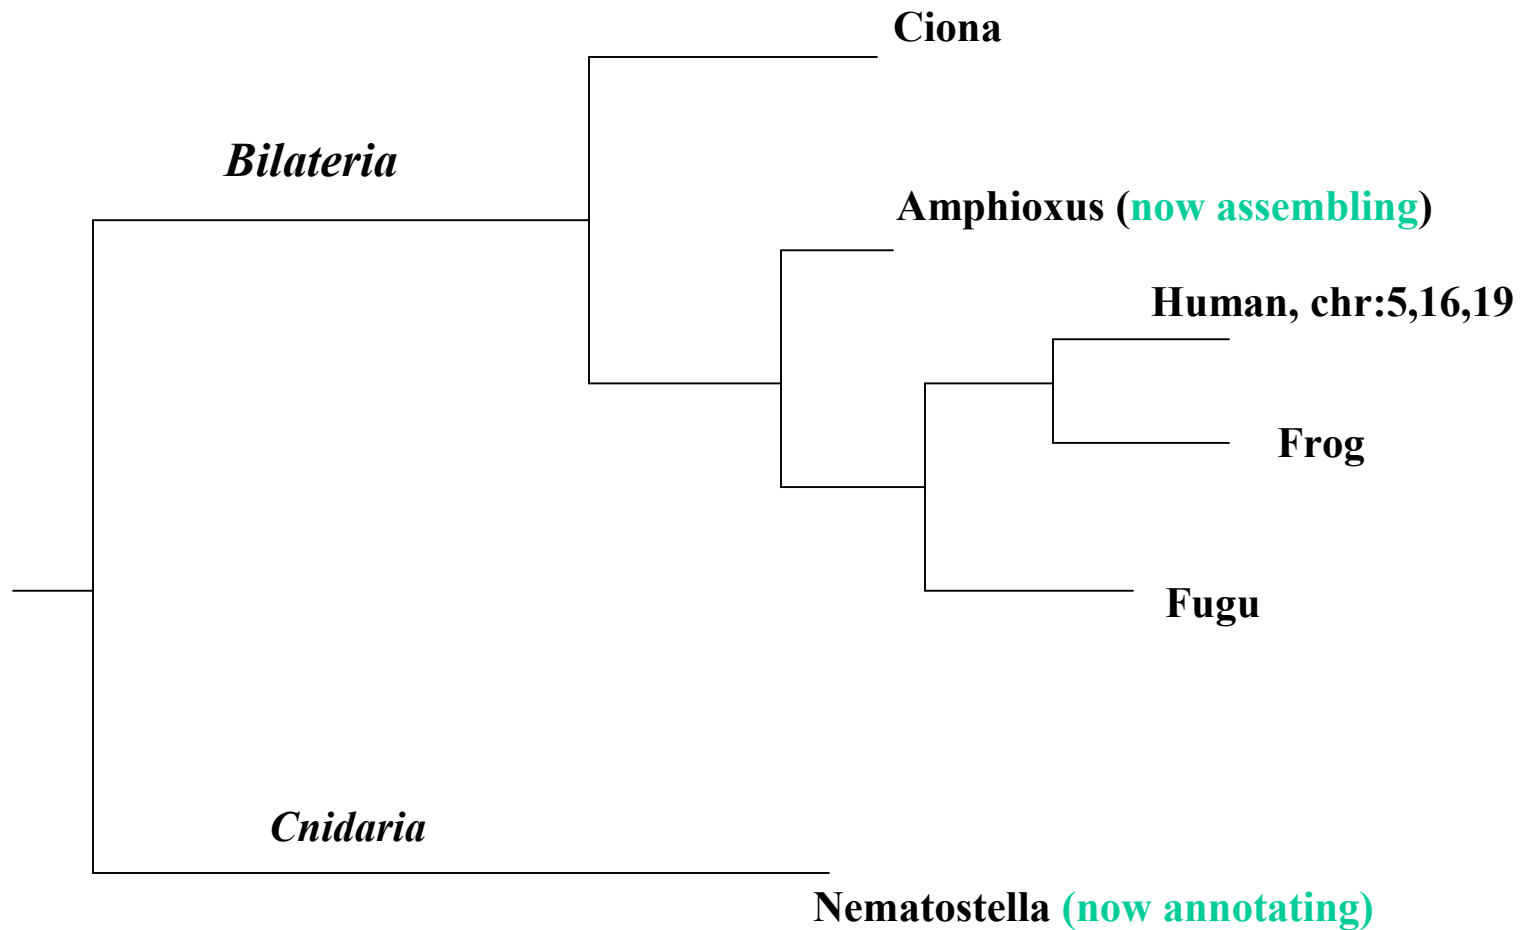 Ciona
Bilateria
Amphioxus (now assembling)
Human, chr:5,16,19
Frog
Fugu
Cnidaria
Nematostella (now annotating)